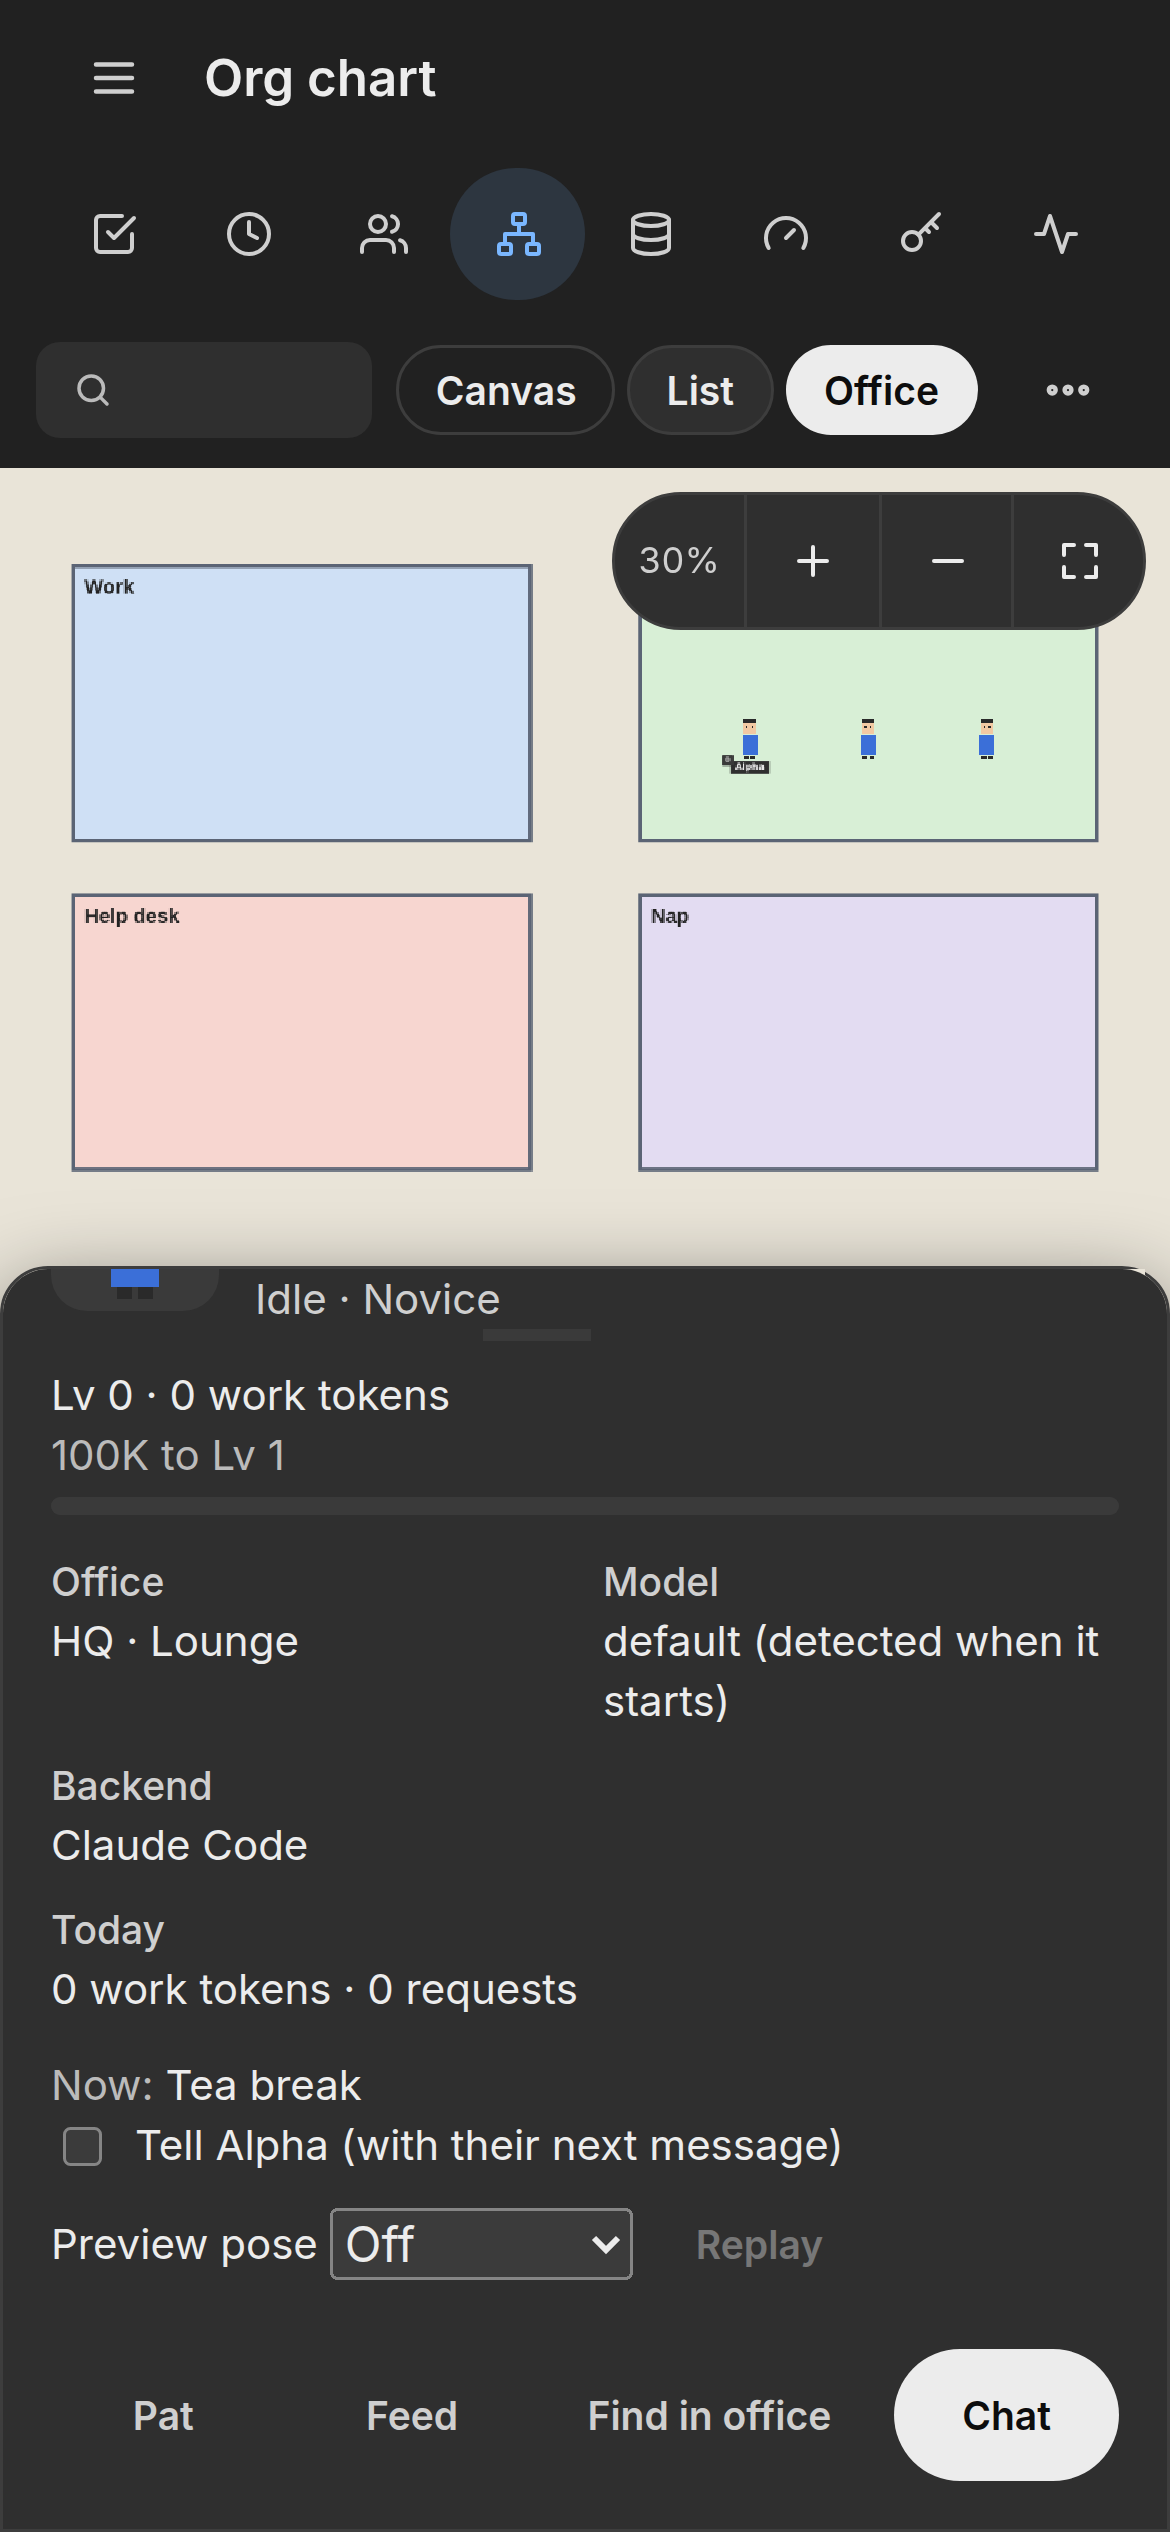 Org chart
Canvas
List
Office
30%
Work
Alpha
Help desk
Nap
Idle · Novice
Lv 0 · 0 work tokens
100K to Lv 1
Office
Model
HQ · Lounge
default (detected when it
starts)
Backend
Claude Code
Today
0 work tokens · 0 requests
Now: Tea break
Tell Alpha (with their next message)
Preview pose
Off
Replay
Pat
Feed
Find in office
Chat